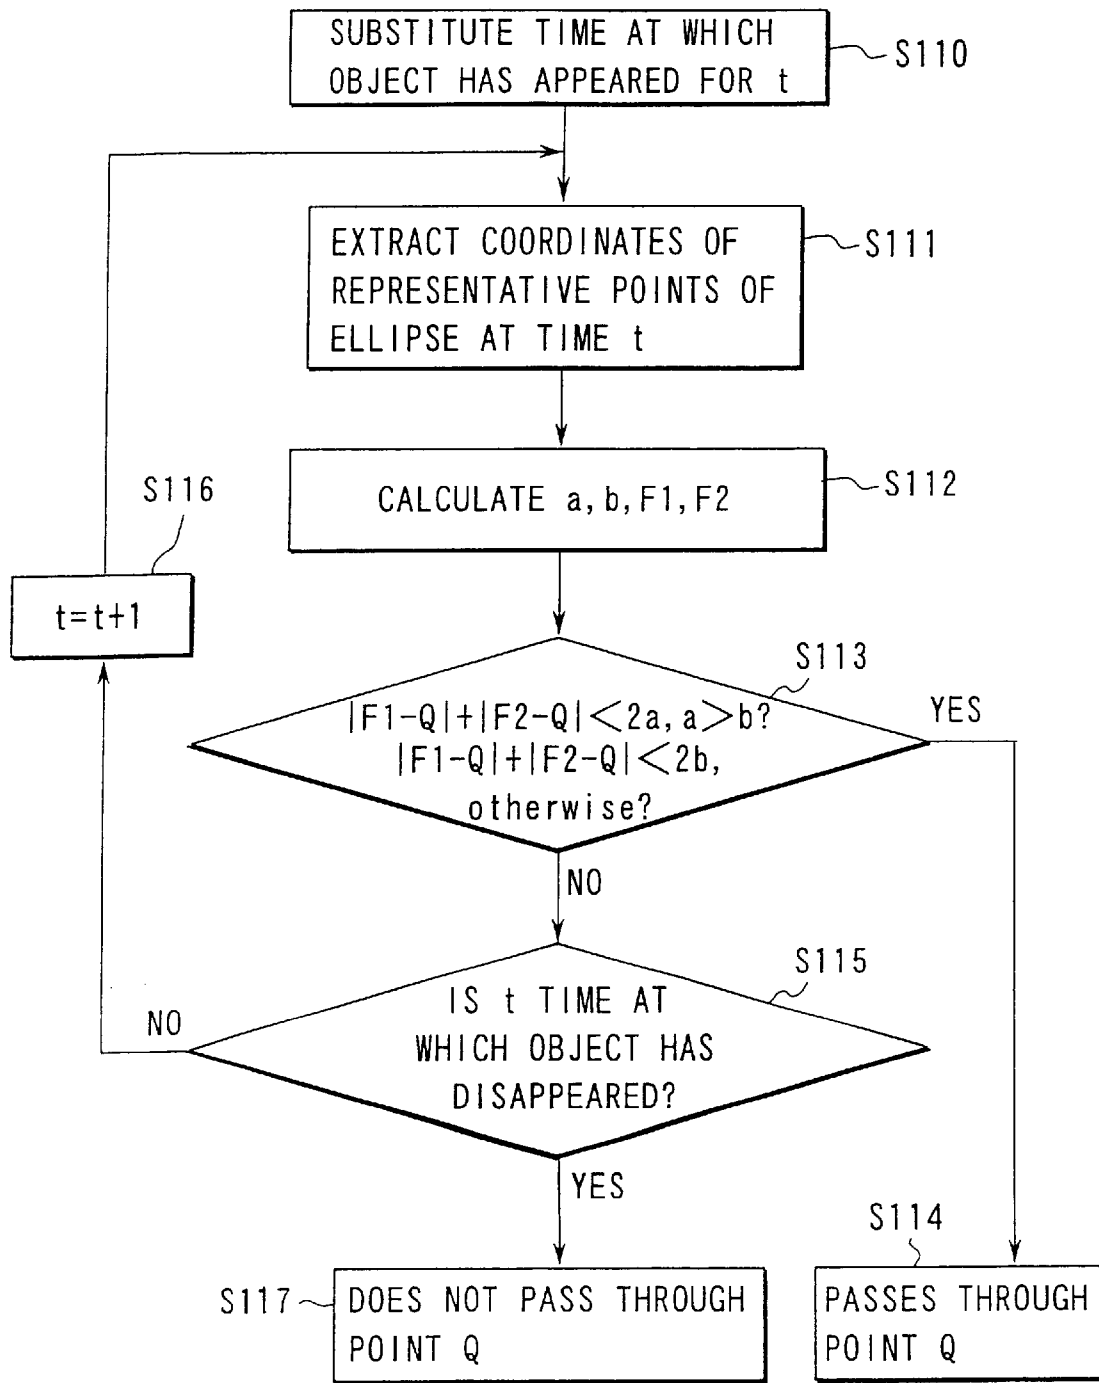 SUBSTITUTE TIME AT WHICH
OBJECT HAS APPEARED FOR t
S110
EXTRACT COORDINATES OF
REPRESENTATIVE POINTS OF
ELLIPSE AT TIME t
S111
CALCULATE a, b, F1, F2
S112
S116
t=t+1
S113
|F1-Q|+|F2-Q|<2a, a>b?
|F1-Q|+|F2-Q|<2b,
otherwise?
YES
NO
S115
IS t TIME AT
WHICH OBJECT HAS
DISAPPEARED?
NO
YES
S117
DOES NOT PASS THROUGH
POINT Q
S114
PASSES THROUGH
POINT Q